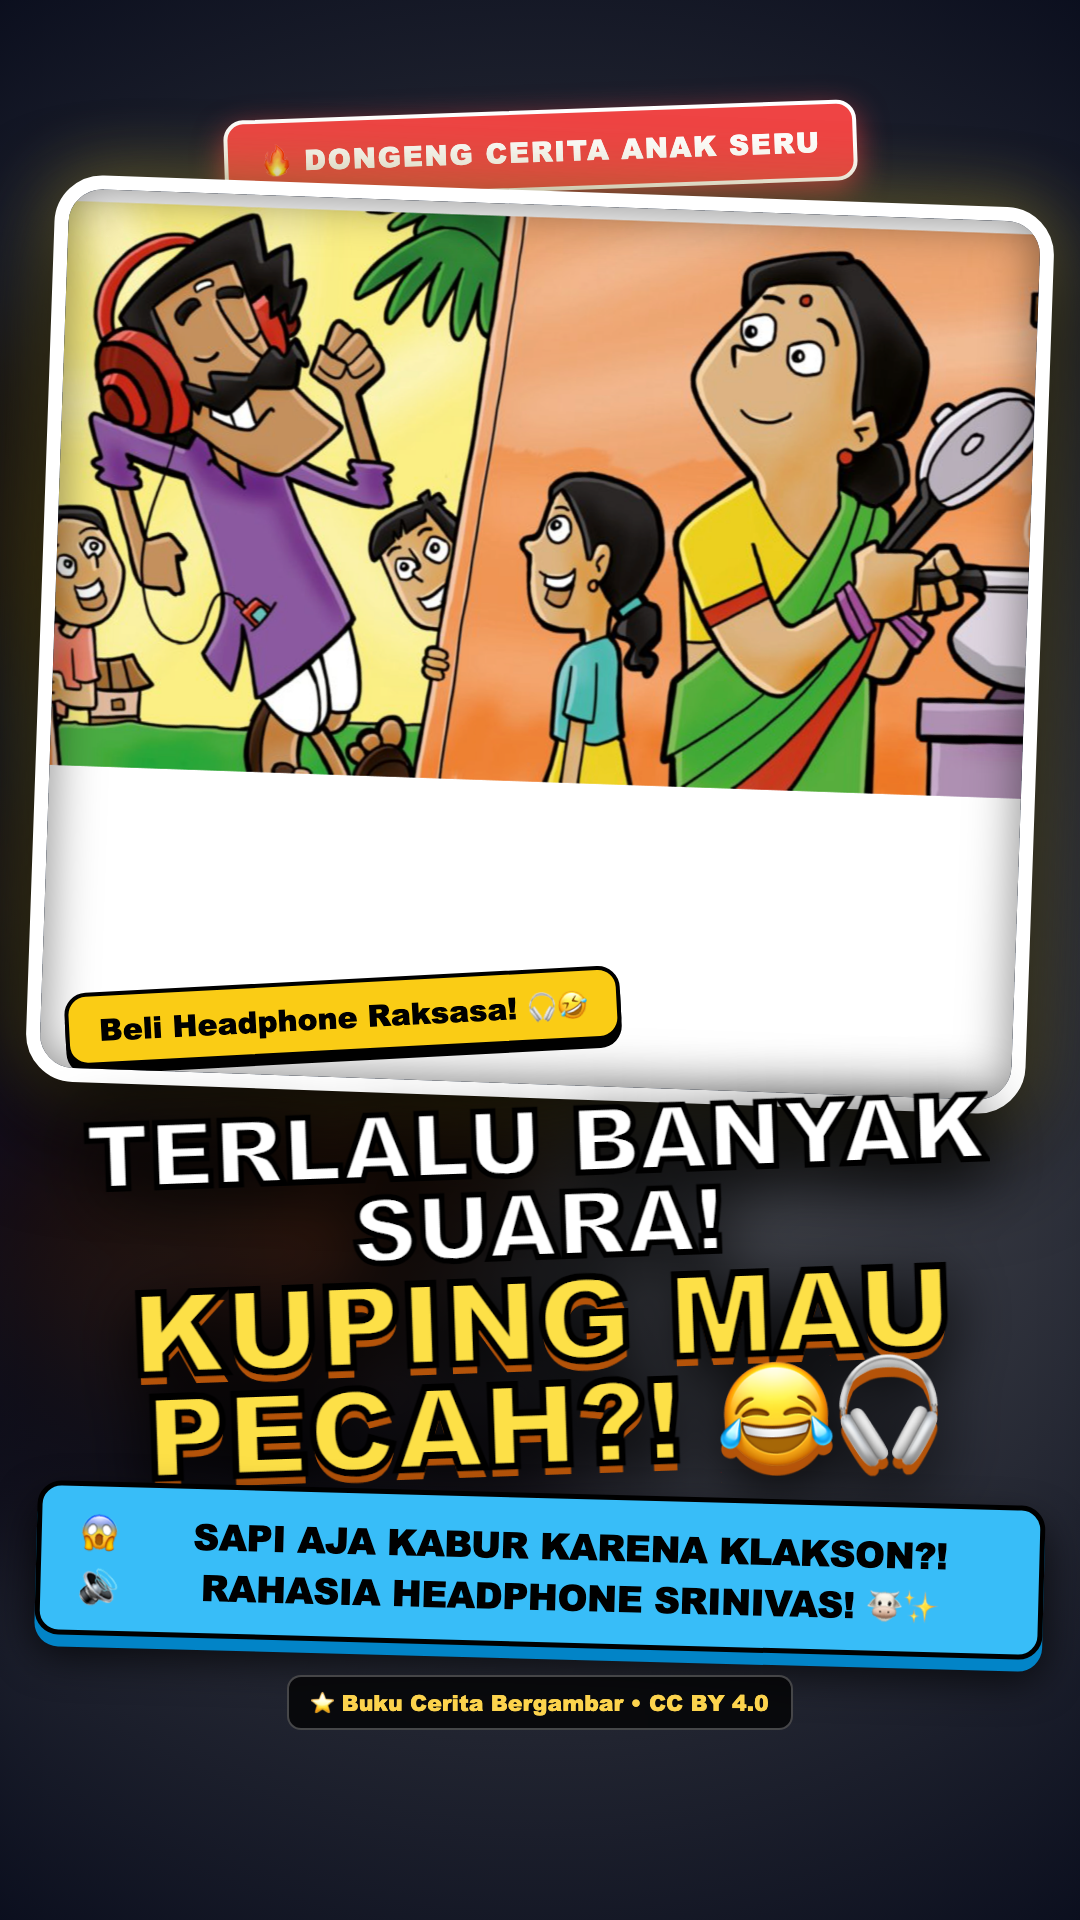 🔥 DONGENG CERITA ANAK SERU
Beli Headphone Raksasa! 🎧🤣
TERLALU BANYAK
SUARA!
KUPING MAU
PECAH?! 😂🎧
😱 SAPI AJA KABUR KARENA KLAKSON?!
🔊 RAHASIA HEADPHONE SRINIVAS! 🐮✨
⭐ Buku Cerita Bergambar • CC BY 4.0